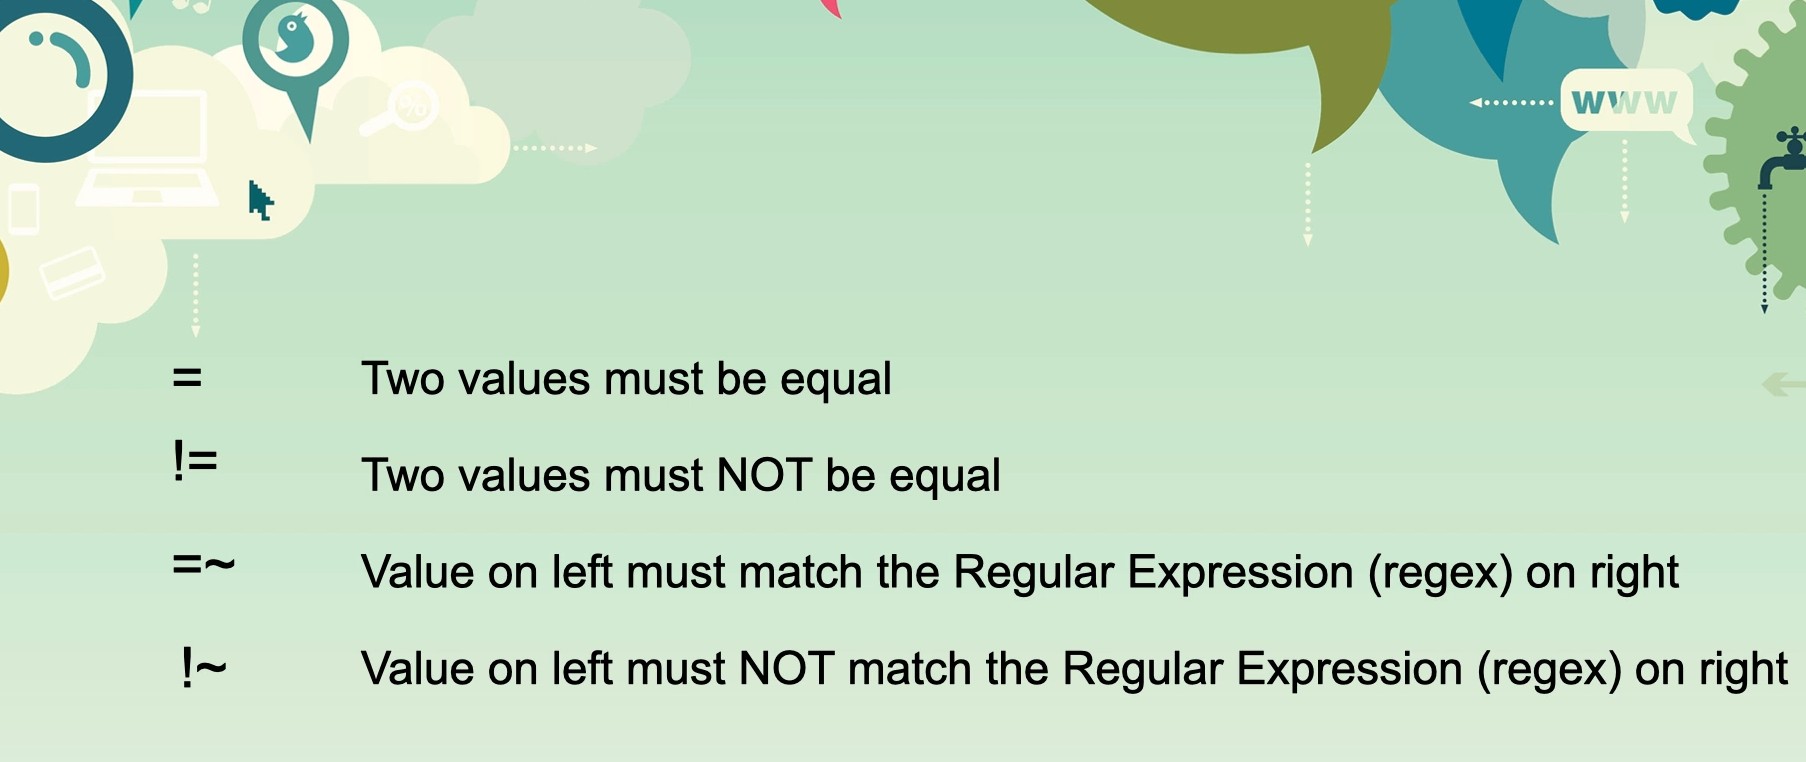 %
www
= Two values must be equal
!= Two values must NOT be equal
=~ Value on left must match the Regular Expression (regex) on right
!~ Value on left must NOT match the Regular Expression (regex) on right